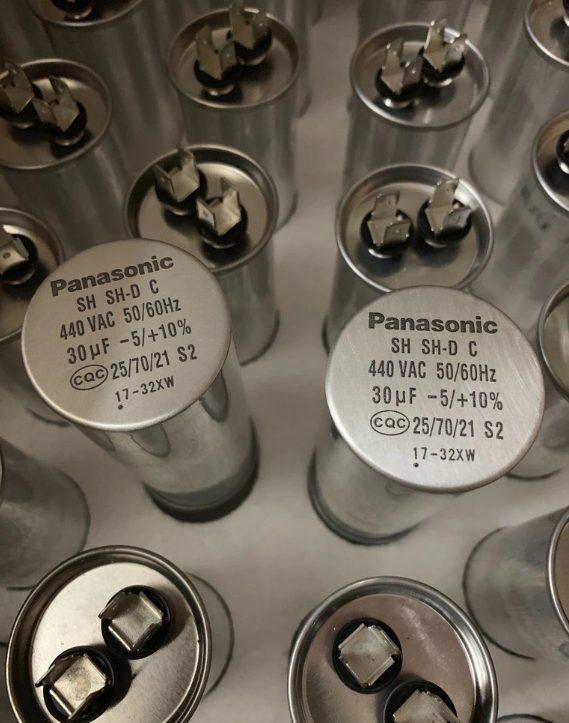 Panasonic
SH SH-D C
440 VAC 50/60Hz
30μF -5/+10%
CQC 25/70/21 S2
17-32XW
Panasonic
SH SH-D C
440 VAC 50/60Hz
30μF -5/+10%
CQC 25/70/21 S2
17-32XW